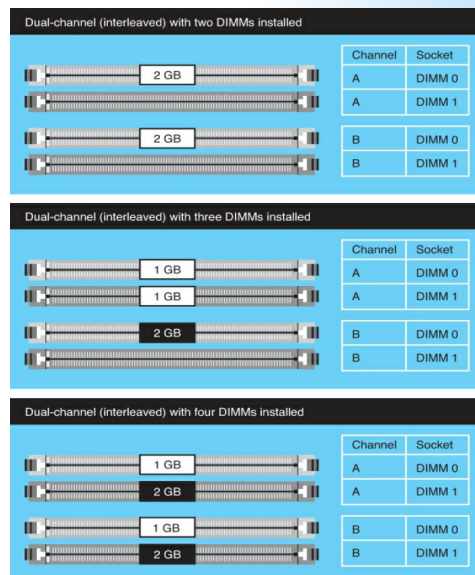 Dual-channel (interleaved) with two DIMMs installed
Channel Socket
2 GB A DIMM 0
A DIMM 1
2 GB B DIMM 0
B DIMM 1
Dual-channel (interleaved) with three DIMMs installed
Channel Socket
1 GB A DIMM 0
1 GB A DIMM 1
2 GB B DIMM 0
B DIMM 1
Dual-channel (interleaved) with four DIMMs installed
Channel Socket
1 GB A DIMM 0
2 GB A DIMM 1
1 GB B DIMM 0
2 GB B DIMM 1